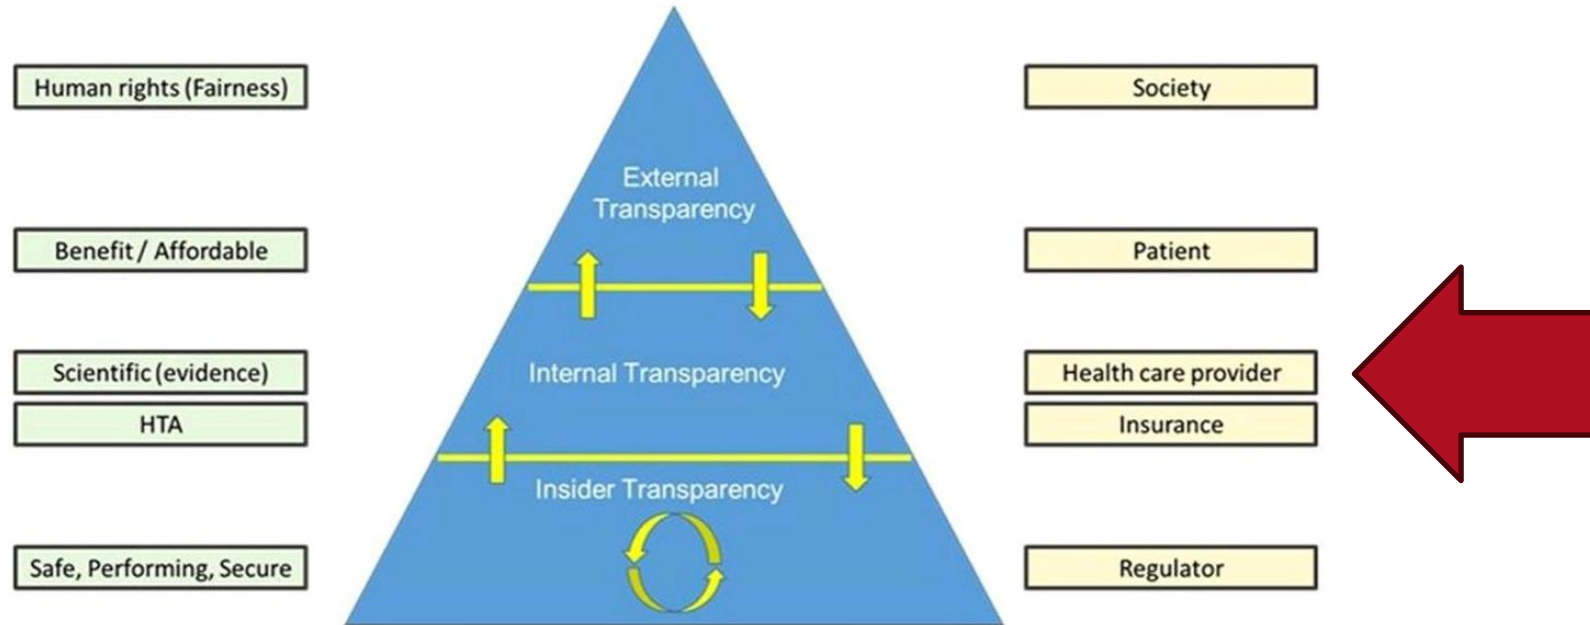 Human rights (Fairness)
Society
External
Transparency
Benefit / Affordable
Patient
Scientific (evidence)
Internal Transparency
Health care provider
HTA
Insurance
Insider Transparency
Safe, Performing, Secure
Regulator